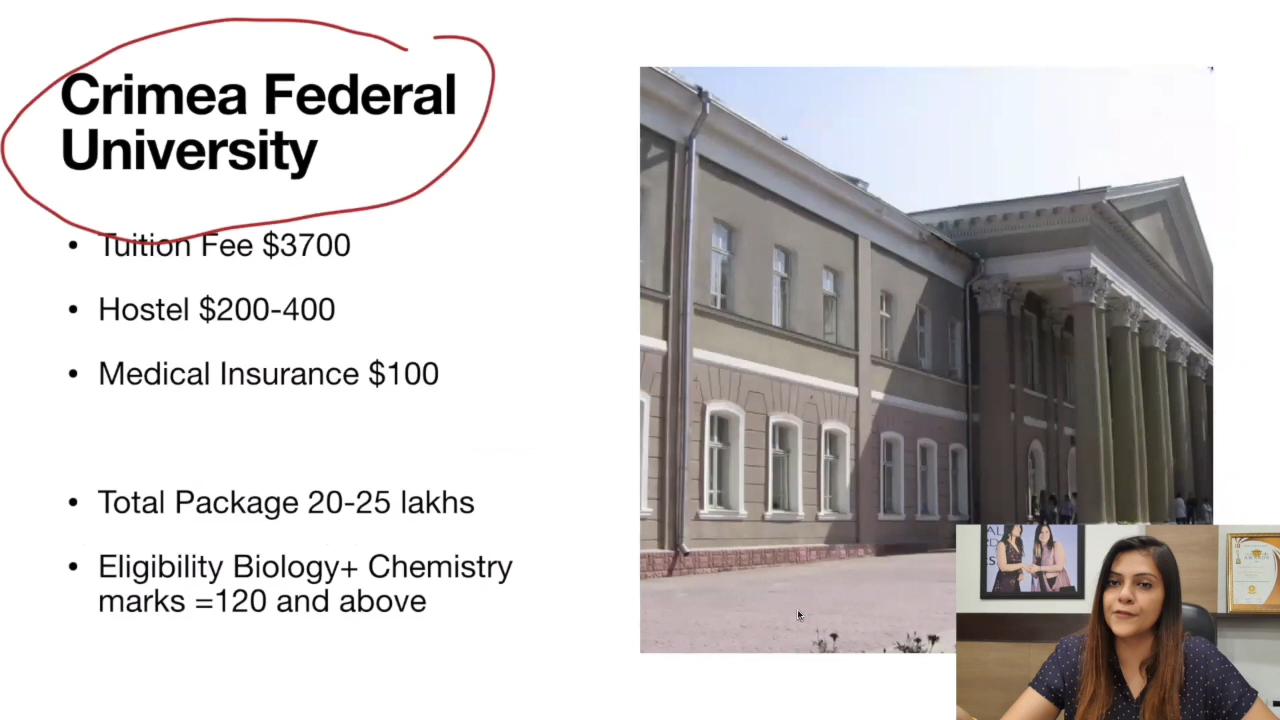 Crimea Federal
University
• Tuition Fee $3700
• Hostel $200-400
• Medical Insurance $100
• Total Package 20-25 lakhs
• Eligibility Biology+ Chemistry
marks =120 and above